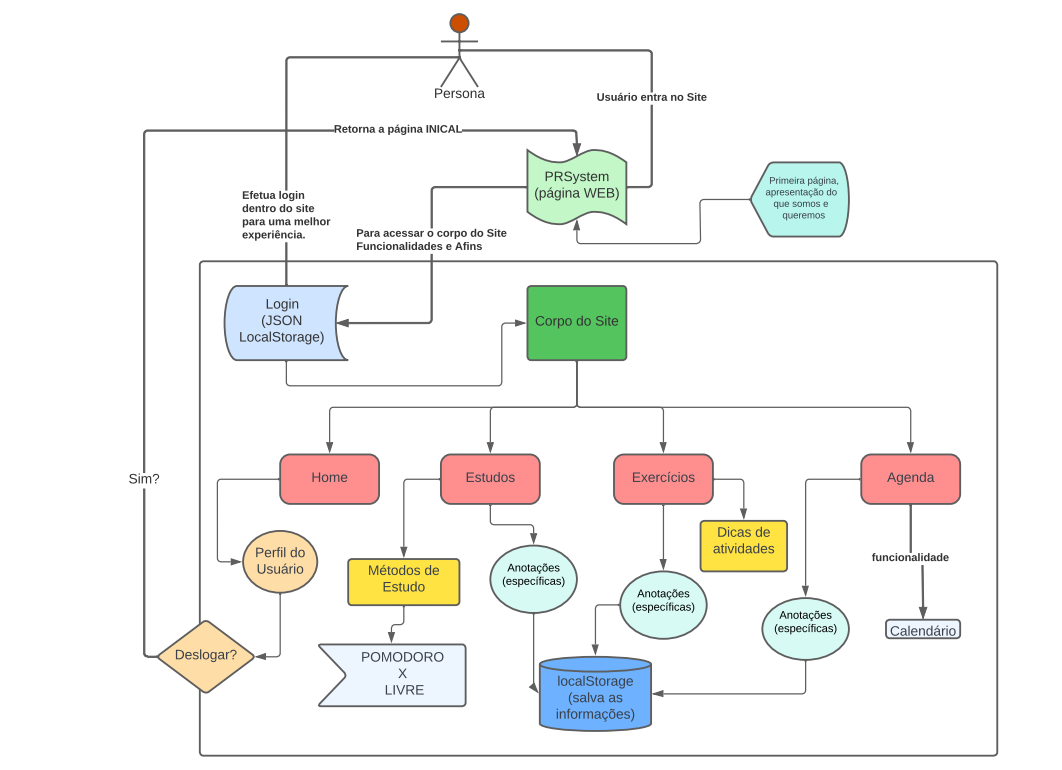 Persona
Usuário entra no Site
Retorna a página INICAL
PRSystem
(página WEB)
Primeira página,
apresentação do
que somos e
queremos
Efetua login
dentro do site
para uma melhor
experiência.
Para acessar o corpo do Site
Funcionalidades e Afins
Login
(JSON
LocalStorage)
Corpo do Site
Sim?
Home
Estudos
Exercícios
Agenda
Perfil do
Usuário
Métodos de
Estudo
Anotações
(específicas)
Dicas de
atividades
Anotações
(específicas)
funcionalidade
Anotações
(específicas)
Calendário
Deslogar?
POMODORO
X
LIVRE
localStorage
(salva as
informações)